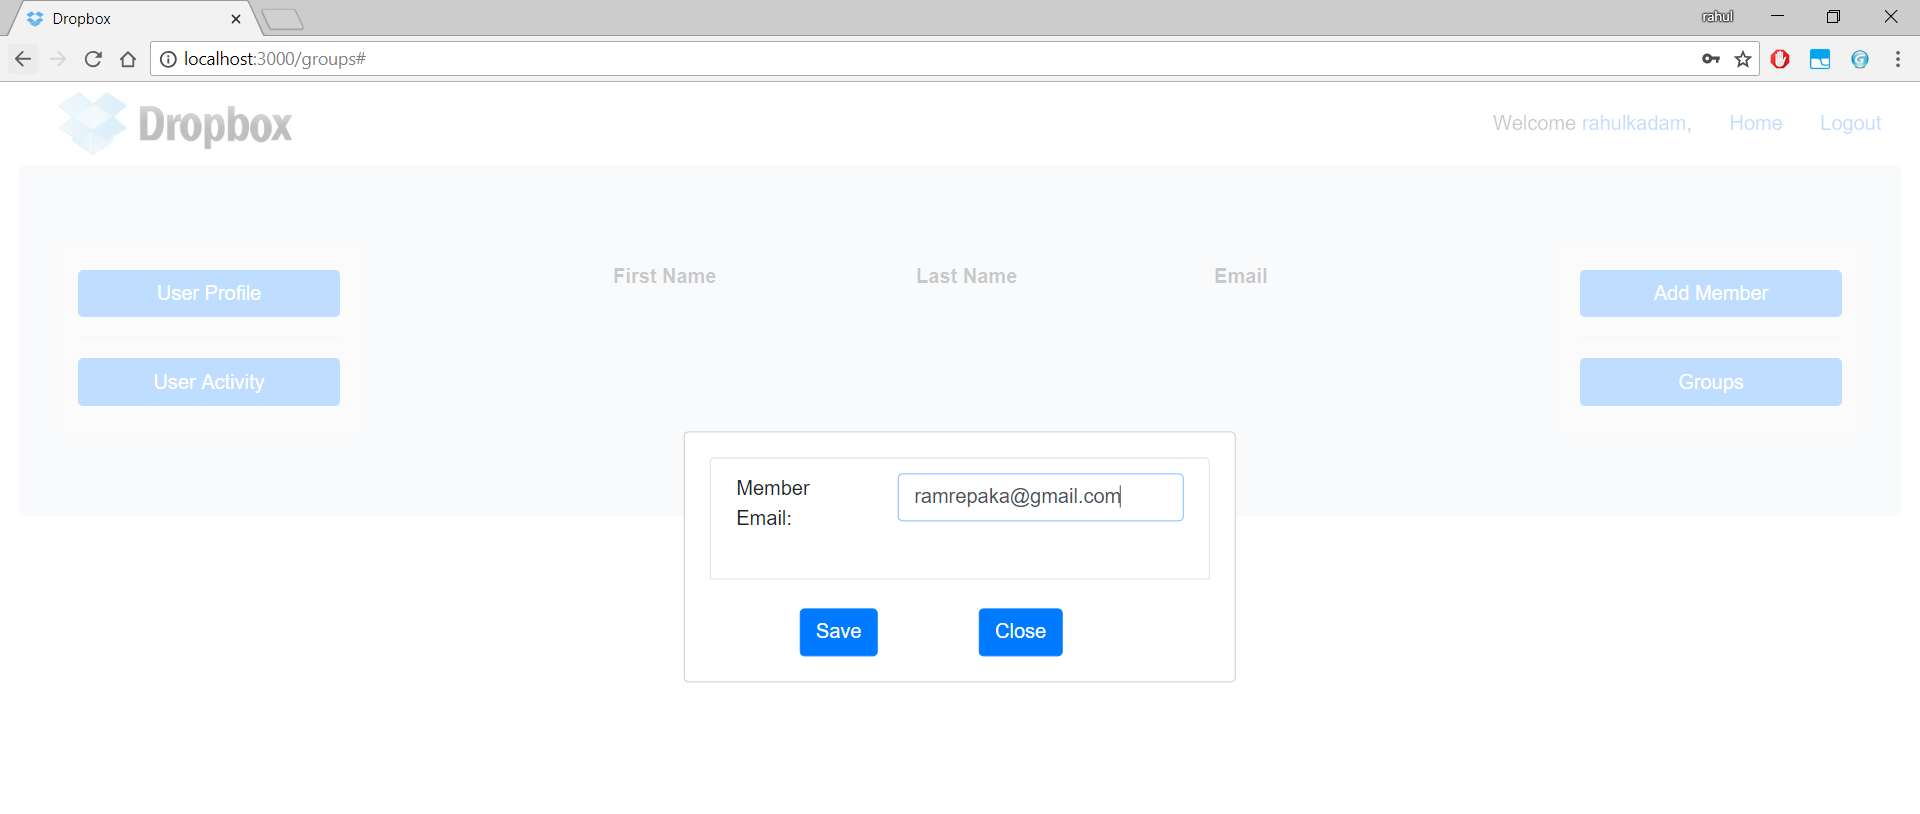 Dropbox
rahul
localhost:3000/groups#
Dropbox
Welcome rahulkadam, Home Logout
First Name Last Name Email
User Profile
Add Member
User Activity
Groups
Member
Email:
ramrepaka@gmail.com
Save Close